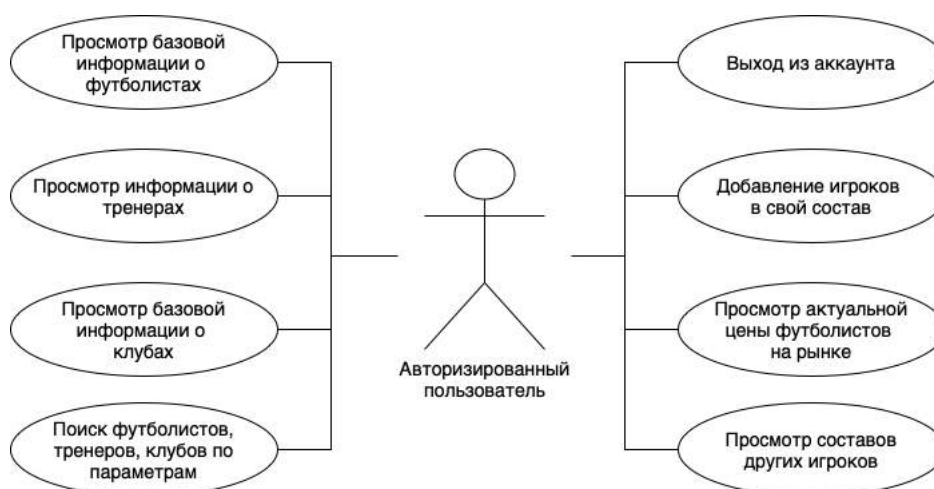 Просмотр базовой
информации о
футболистах
Просмотр информации о
тренерах
Просмотр базовой
информации о
клубах
Поиск футболистов,
тренеров, клубов по
параметрам
Авторизированный
пользователь
Выход из аккаунта
Добавление игроков
в свой состав
Просмотр актуальной
цены футболистов
на рынке
Просмотр составов
других игроков